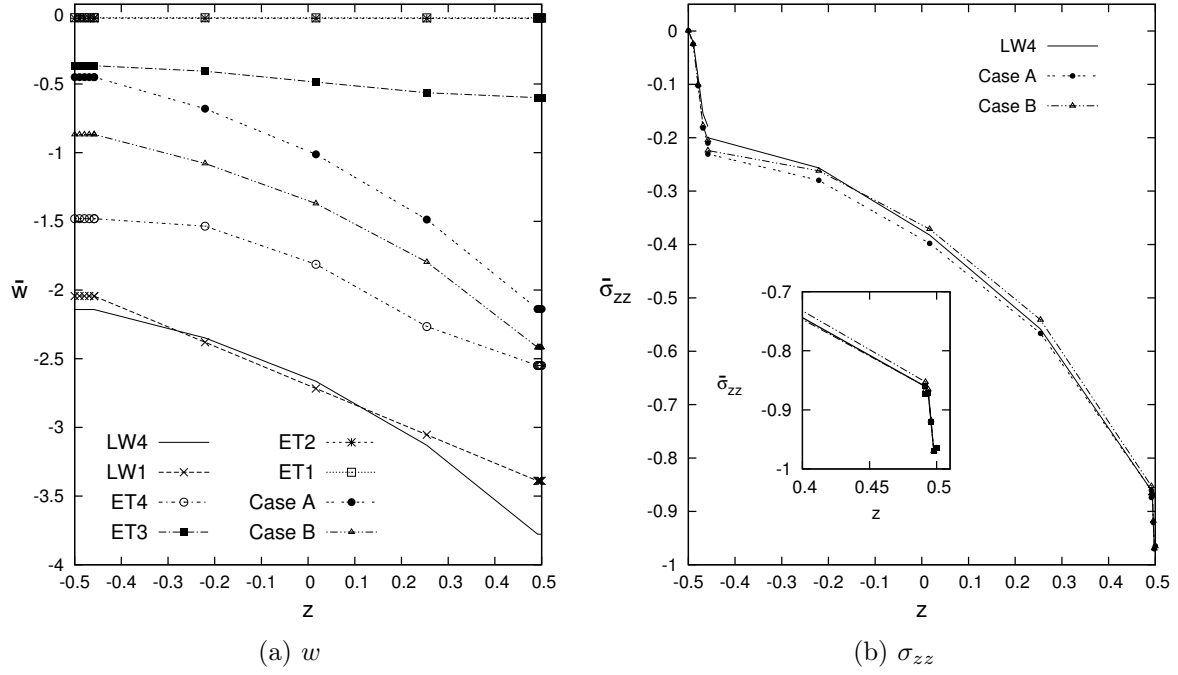 0
-0.5
-1
-1.5
-2
-2.5
-3
-3.5
-4
w̄
-0.5 -0.4 -0.3 -0.2 -0.1 0 0.1 0.2 0.3 0.4 0.5
z
LW4
LW1
ET4
ET3
ET2
ET1
Case A
Case B
(a) w
0
-0.1
-0.2
-0.3
-0.4
-0.5
-0.6
-0.7
-0.8
-0.9
-1
σ̄zz
-0.5 -0.4 -0.3 -0.2 -0.1 0 0.1 0.2 0.3 0.4 0.5
z
LW4
Case A
Case B
-0.7
-0.8
-0.9
-1
σ̄zz
0.4 0.45 0.5
z
(b) σzz